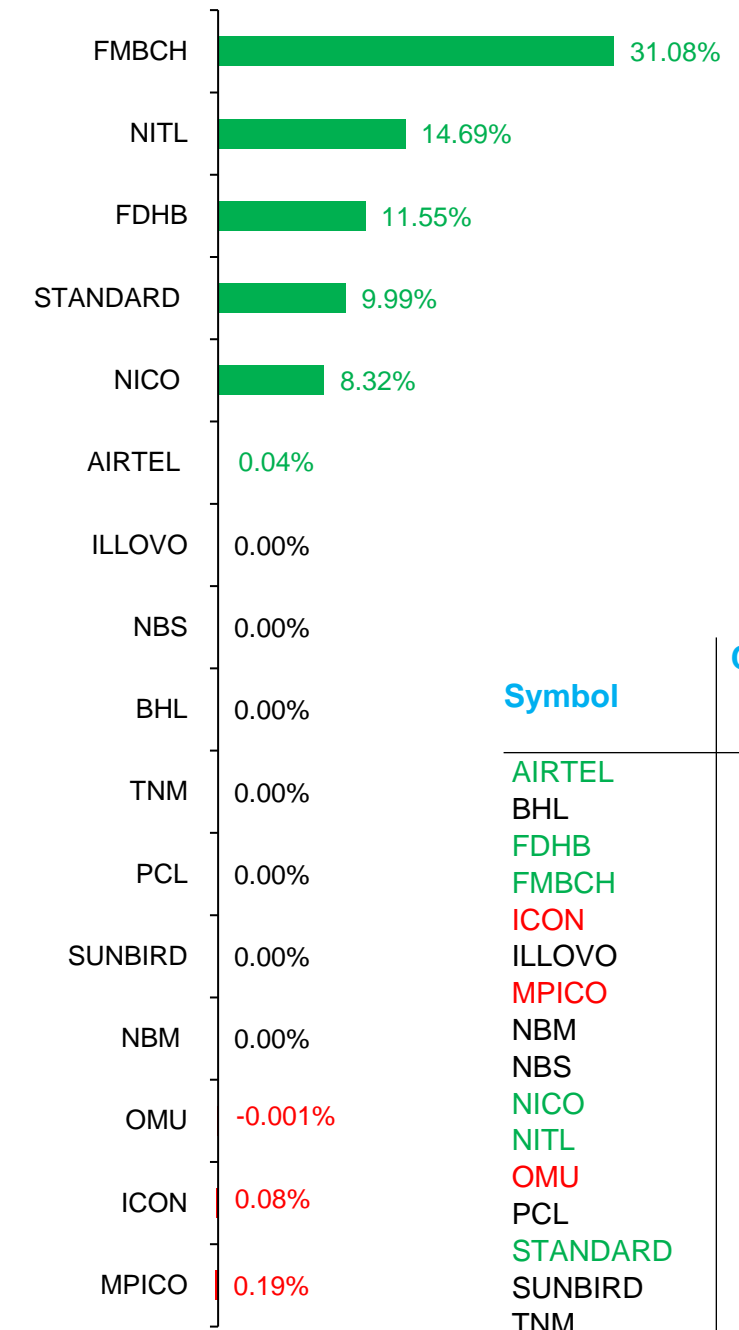 FMBCH 31.08%
NITL 14.69%
FDHB 11.55%
STANDARD 9.99%
NICO 8.32%
AIRTEL 0.04%
ILLOVO 0.00%
NBS 0.00%
BHL 0.00%
TNM 0.00%
PCL 0.00%
SUNBIRD 0.00%
NBM 0.00%
OMU -0.001%
ICON 0.08%
MPICO 0.19%
Symbol
AIRTEL
BHL
FDHB
FMBCH
ICON
ILLOVO
MPICO
NBM
NBS
NICO
NITL
OMU
PCL
STANDARD
SUNBIRD
TNM